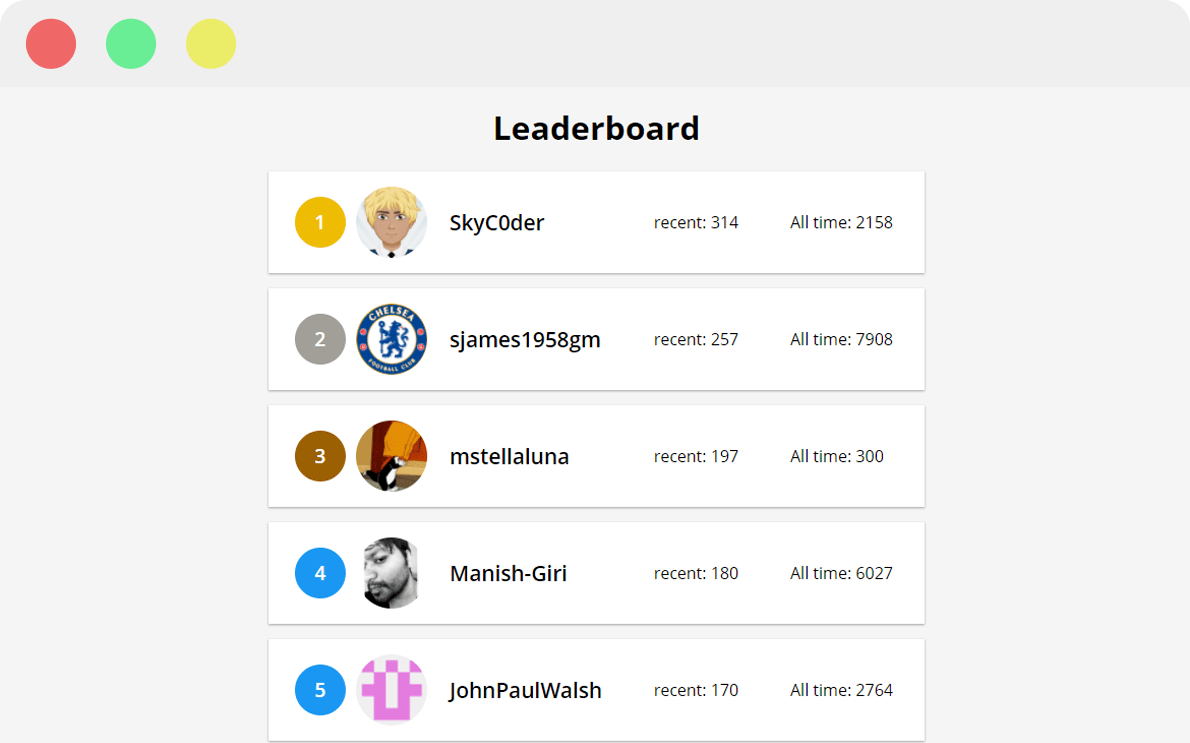 Leaderboard
1 SkyC0der recent: 314 All time: 2158
2 CHELSEA FOOTBALL CLUB sjames1958gm recent: 257 All time: 7908
3 mstellaluna recent: 197 All time: 300
4 Manish-Giri recent: 180 All time: 6027
5 JohnPaulWalsh recent: 170 All time: 2764